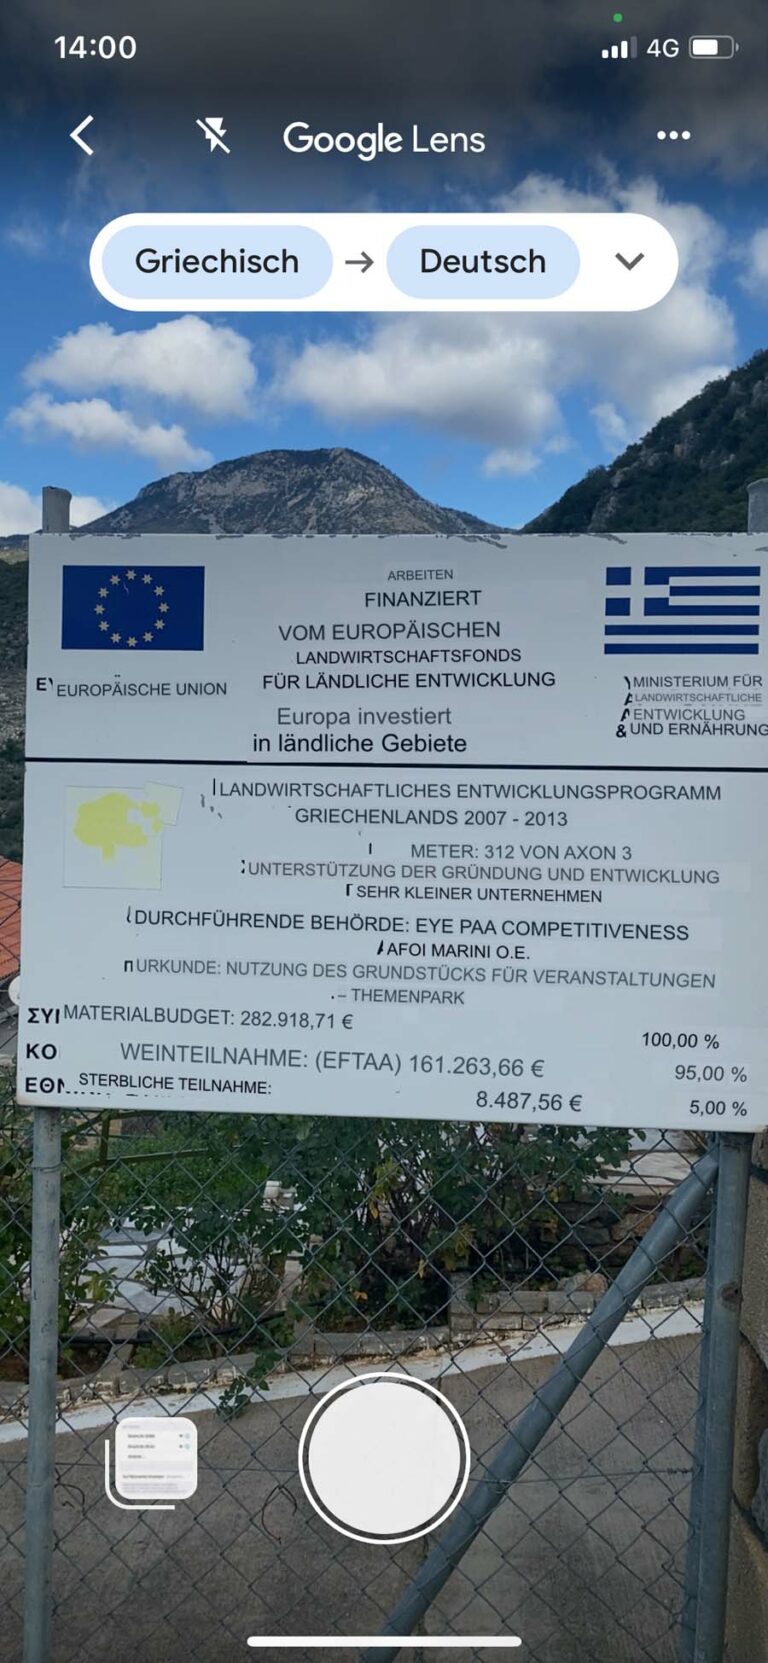 14:00
4G
Google Lens
Griechisch → Deutsch
ARBEITEN
FINANZIERT
VOM EUROPÄISCHEN
LANDWIRTSCHAFTSFONDS
FÜR LÄNDLICHE ENTWICKLUNG
EUROPÄISCHE UNION
MINISTERIUM FÜR
LANDWIRTSCHAFTLICHE
ENTWICKLUNG
& UND ERNÄHRUNG
Europa investiert
in ländliche Gebiete
LANDWIRTSCHAFTLICHES ENTWICKLUNGSPROGRAMM
GRIECHENLANDS 2007 - 2013
METER: 312 VON AXON 3
UNTERSTÜTZUNG DER GRÜNDUNG UND ENTWICKLUNG
SEHR KLEINER UNTERNEHMEN
DURCHFÜHRENDE BEHÖRDE: EYE PAA COMPETITIVENESS
AFOI MARINI O.E.
URKUNDE: NUTZUNG DES GRUNDSTÜCKS FÜR VERANSTALTUNGEN
– THEMENPARK
MATERIALBUDGET: 282.918,71 € 100,00 %
ΚΟ WEINTEILNAHME: (EFTAA) 161.263,66 € 95,00 %
STERBLICHE TEILNAHME: 8.487,56 € 5,00 %